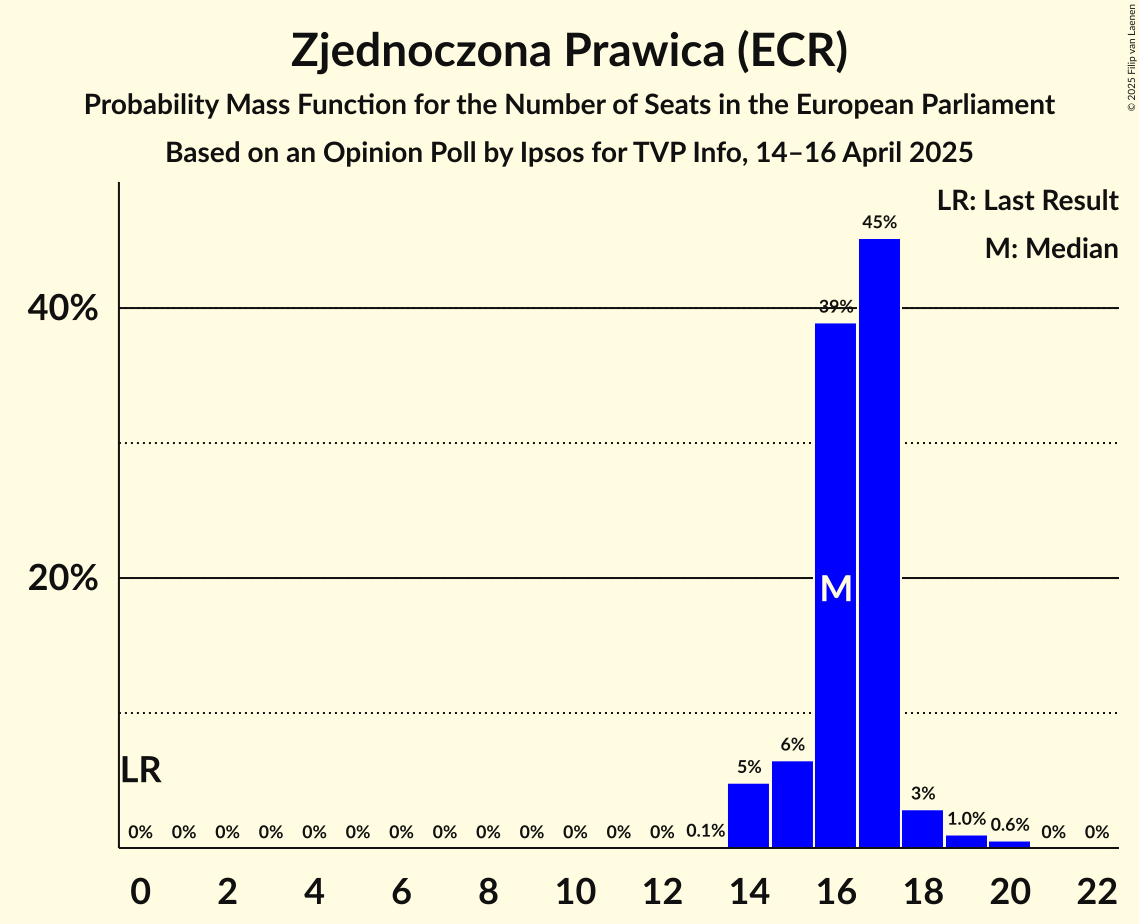 Zjednoczona Prawica (ECR)
Probability Mass Function for the Number of Seats in the European Parliament
Based on an Opinion Poll by Ipsos for TVP Info, 14–16 April 2025
© 2025 Filip van Laenen
LR: Last Result
M: Median
45%
40%
39%
20%
M
LR
6%
5%
3%
0% 0% 0% 0% 0% 0% 0% 0% 0% 0% 0% 0% 0% 0.1% 1.0% 0.6% 0% 0%
0 2 4 6 8 10 12 14 16 18 20 22